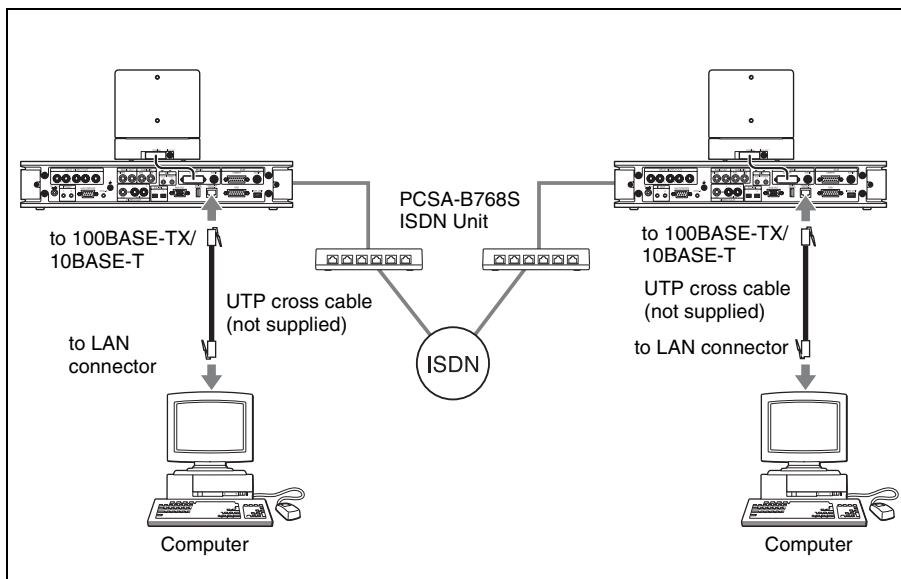 PCSA-B768S
ISDN Unit
to 100BASE-TX/
10BASE-T
UTP cross cable
(not supplied)
to LAN
connector
ISDN
Computer
to 100BASE-TX/
10BASE-T
UTP cross cable
(not supplied)
to LAN connector
Computer